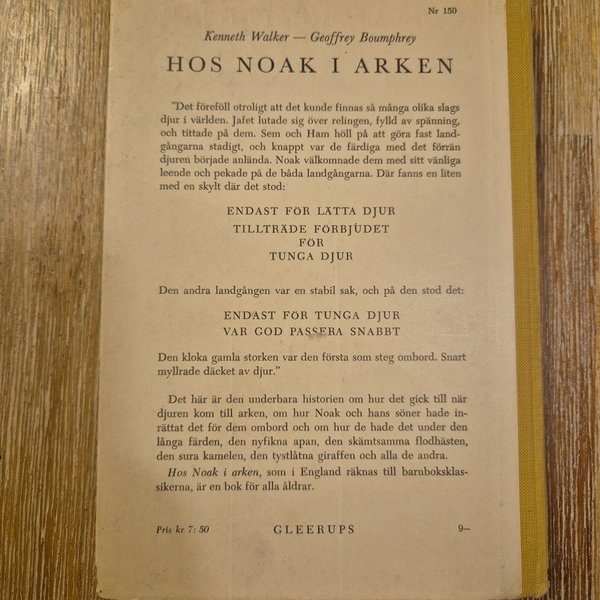 Nr 150
Kenneth Walker — Geoffrey Boumphrey
HOS NOAK I ARKEN
"Det föreföll otroligt att det kunde finnas så många olika slags
djur i världen. Jafet lutade sig över relingen, fylld av spänning,
och tittade på dem. Sem och Ham höll på att göra fast land-
gångarna stadigt, och knappt var de färdiga med det förrän
djuren började anlända. Noak välkomnade dem med sitt vänliga
leende och pekade på de båda landgångarna. Där fanns en liten
med en skylt där det stod:
ENDAST FÖR LÄTTA DJUR
TILLTRÄDE FÖRBJUDET
FÖR
TUNGA DJUR
Den andra landgången var en stabil sak, och på den stod det:
ENDAST FÖR TUNGA DJUR
VAR GOD PASSERA SNABBT
Den kloka gamla storken var den första som steg ombord. Snart
myllrade däcket av djur."
Det här är den underbara historien om hur det gick till när
djuren kom till arken, om hur Noak och hans söner hade in-
rättat det för dem ombord och om hur de hade det under den
långa färden, den nyfikna apan, den skämtsamma flodhästen,
den sura kamelen, den tystlåtna giraffen och alla de andra.
Hos Noak i arken, som i England räknas till barnboksklas-
sikerna, är en bok för alla åldrar.
Pris kr 7: 50
GLEERUPS
9–